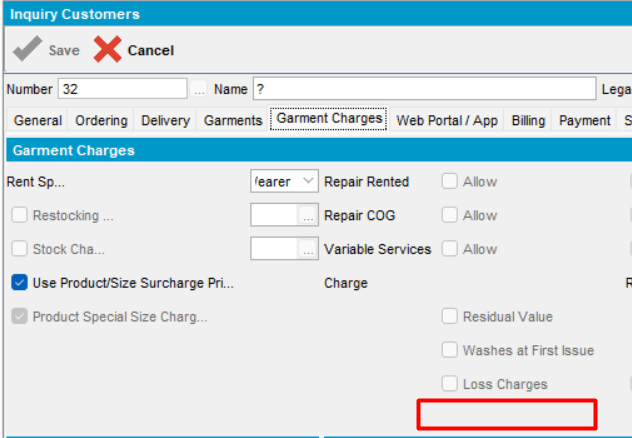 Inquiry Customers
Save Cancel
Number 32 ... Name ? Lega
General Ordering Delivery Garments Garment Charges Web Portal / App Billing Payment S
Garment Charges
Rent Sp... earer Repair Rented Allow
Restocking ... ... Repair COG Allow
Stock Cha... ... Variable Services Allow
Use Product/Size Surcharge Pri... Charge R
Product Special Size Charg... Residual Value
Washes at First Issue
Loss Charges